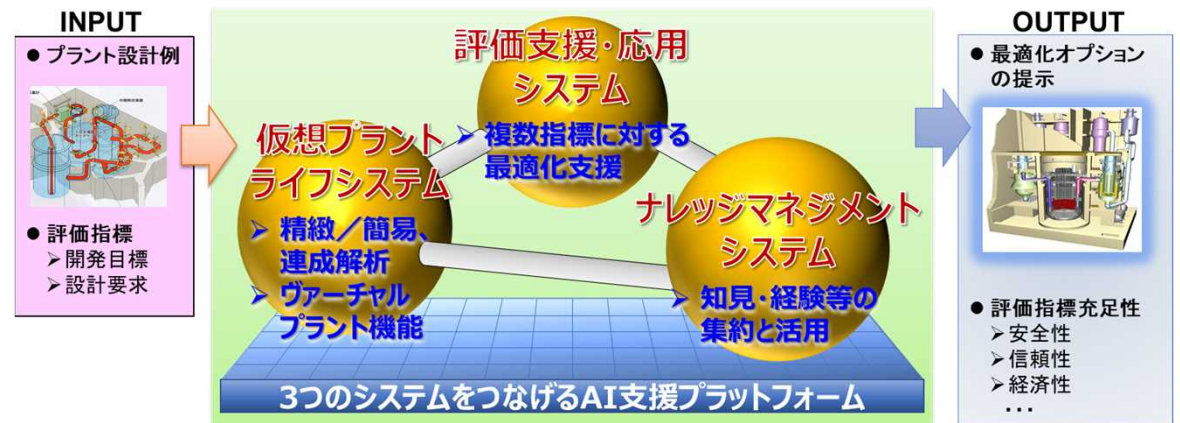 INPUT
● プラント設計例
● 評価指標
➢開発目標
➢設計要求
評価支援・応用
システム
➢ 複数指標に対する
最適化支援
仮想プラント
ライフシステム
➢ 精緻／簡易、
連成解析
➢ ヴァーチャル
プラント機能
ナレッジマネジメント
システム
➢ 知見・経験等の
集約と活用
3つのシステムをつなげるAI支援プラットフォーム
OUTPUT
● 最適化オプション
の提示
● 評価指標充足性
➢ 安全性
➢ 信頼性
➢ 経済性
…